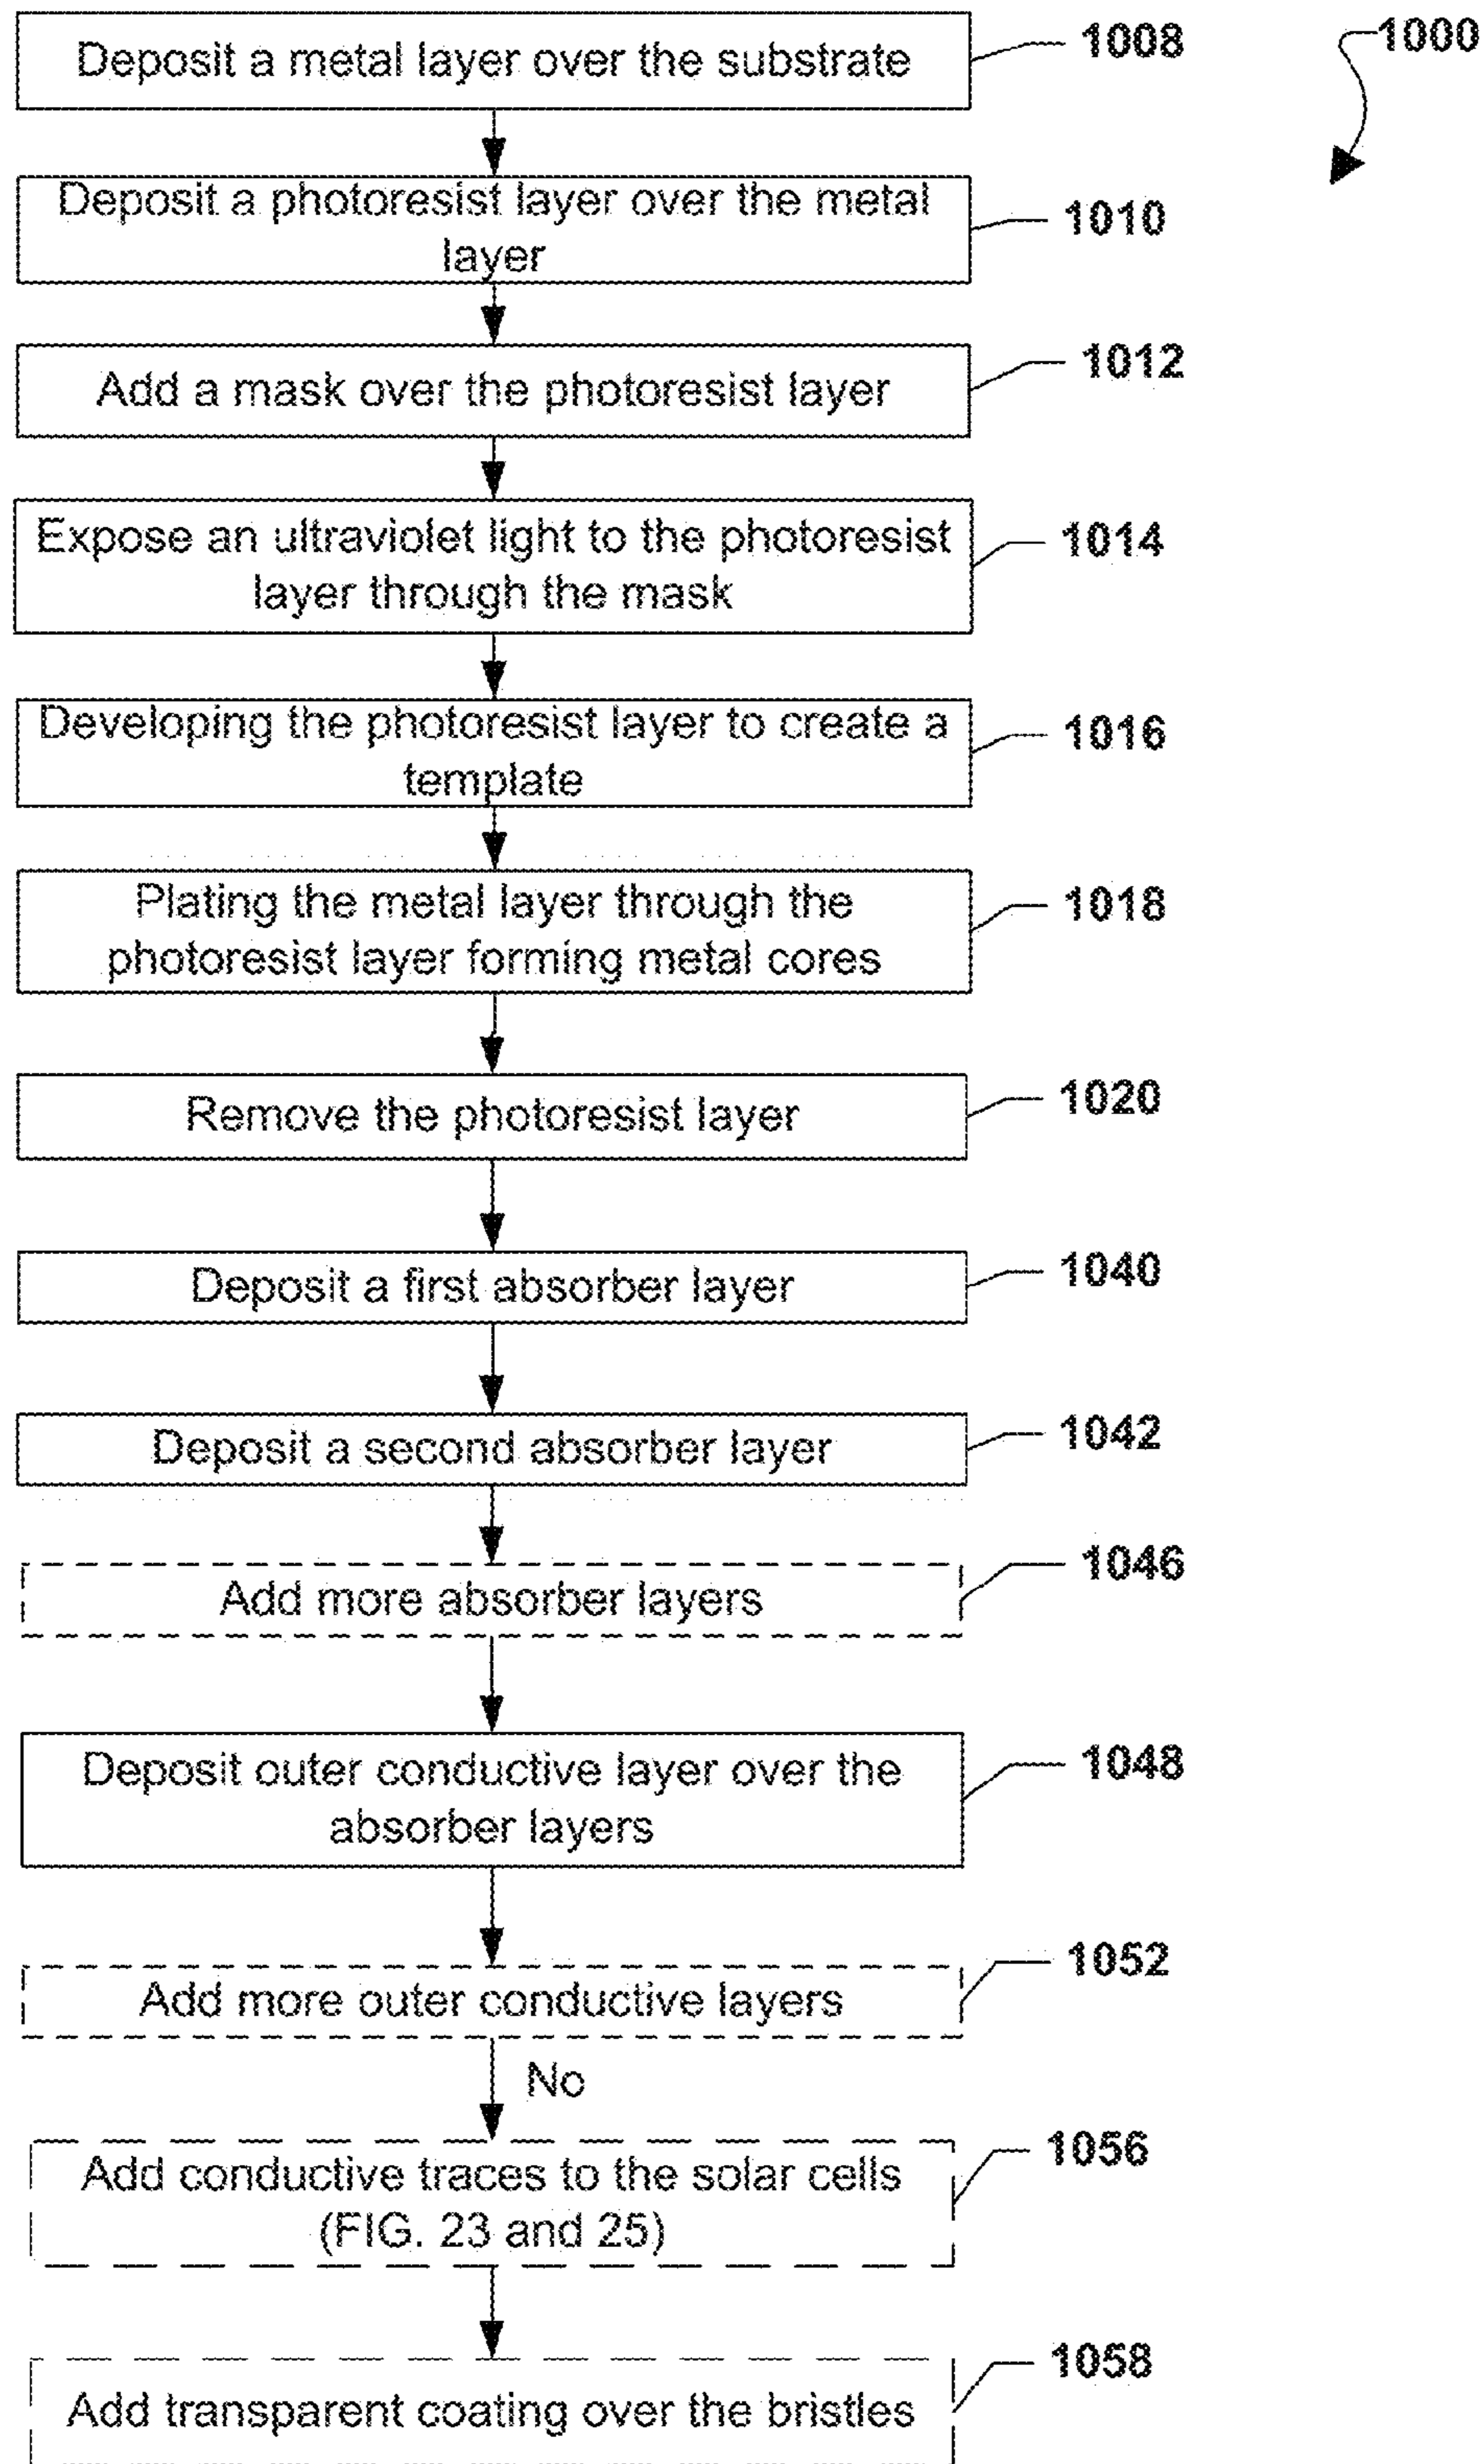 Deposit a metal layer over the substrate
1008
1000
Deposit a photoresist layer over the metal
layer
1010
Add a mask over the photoresist layer
1012
Expose an ultraviolet light to the photoresist
layer through the mask
1014
Developing the photoresist layer to create a
template
1016
Plating the metal layer through the
photoresist layer forming metal cores
1018
Remove the photoresist layer
1020
Deposit a first absorber layer
1040
Deposit a second absorber layer
1042
Add more absorber layers
1046
Deposit outer conductive layer over the
absorber layers
1048
Add more outer conductive layers
1052
No
Add conductive traces to the solar cells
(FIG. 23 and 25)
1056
Add transparent coating over the bristles
1058